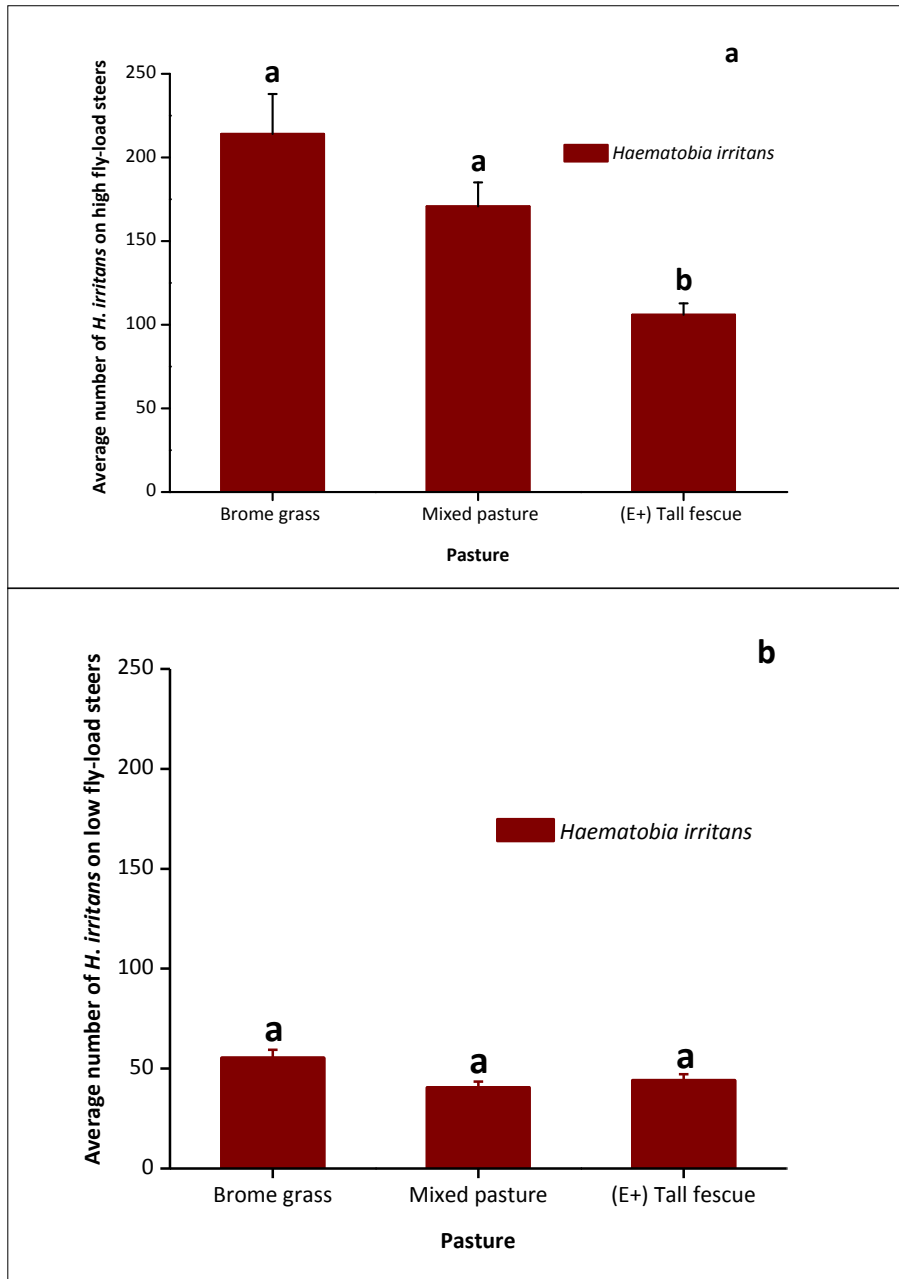 a
250
200
150
100
50
0
Average number of H. irritans on high fly-load steers
a
a
b
Haematobia irritans
Brome grass
Mixed pasture
(E+) Tall fescue
Pasture
b
250
200
150
100
50
0
Average number of H. irritans on low fly-load steers
Haematobia irritans
a
a
a
Brome grass
Mixed pasture
(E+) Tall fescue
Pasture